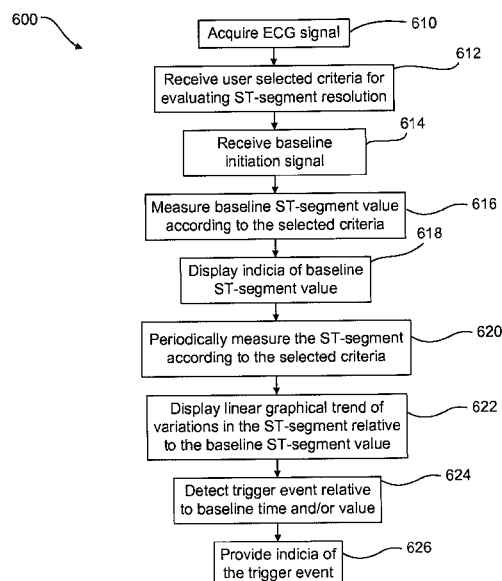 600
Acquire ECG signal
610
Receive user selected criteria for
evaluating ST-segment resolution
612
Receive baseline
initiation signal
614
Measure baseline ST-segment value
according to the selected criteria
616
Display indicia of baseline
ST-segment value
618
Periodically measure the ST-segment
according to the selected criteria
620
Display linear graphical trend of
variations in the ST-segment relative
to the baseline ST-segment value
622
Detect trigger event relative
to baseline time and/or value
624
Provide indicia of
the trigger event
626